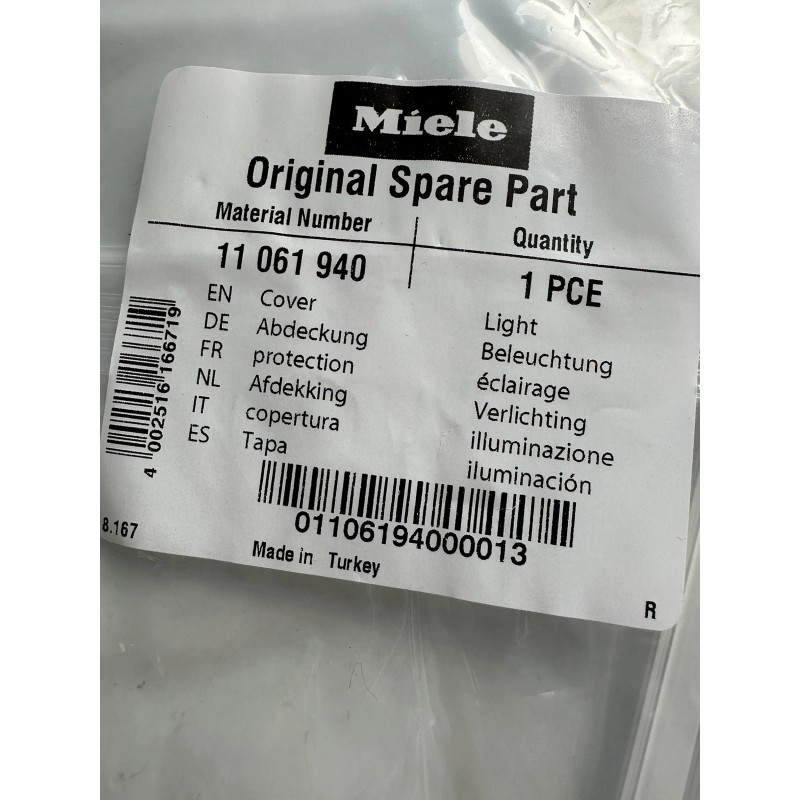 Miele
Original Spare Part
Material Number
Quantity
11 061 940
1 PCE
EN Cover Light
DE Abdeckung Beleuchtung
FR protection éclairage
NL Afdekking Verlichting
IT copertura illuminazione
ES Tapa iluminación
4 002516 166719
01106194000013
8.167
Made in Turkey
R